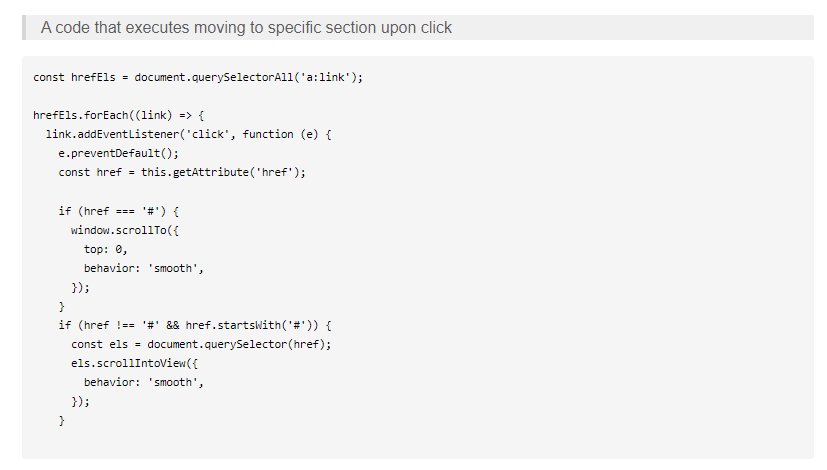 A code that executes moving to specific section upon click
const hrefEls = document.querySelectorAll('a:link');
hrefEls.forEach((link) => {
link.addEventListener('click', function (e) {
e.preventDefault();
const href = this.getAttribute('href');
if (href === '#') {
window.scrollTo({
top: 0,
behavior: 'smooth',
});
}
if (href !== '#' && href.startsWith('#')) {
const els = document.querySelector(href);
els.scrollIntoView({
behavior: 'smooth',
});
}